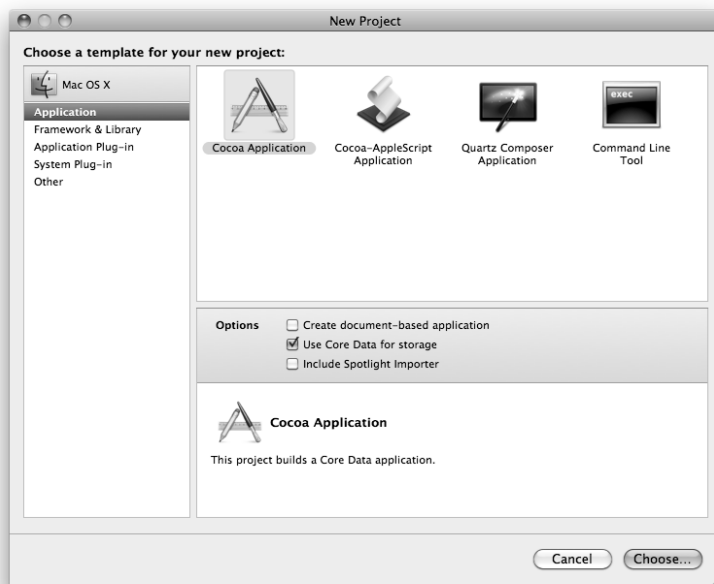 New Project
Choose a template for your new project:
Mac OS X
Application
Framework & Library
Application Plug-in
System Plug-in
Other
exec
Cocoa Application
Cocoa-AppleScript
Application
Quartz Composer
Application
Command Line
Tool
Options
Create document-based application
Use Core Data for storage
Include Spotlight Importer
Cocoa Application
This project builds a Core Data application.
Cancel
Choose...